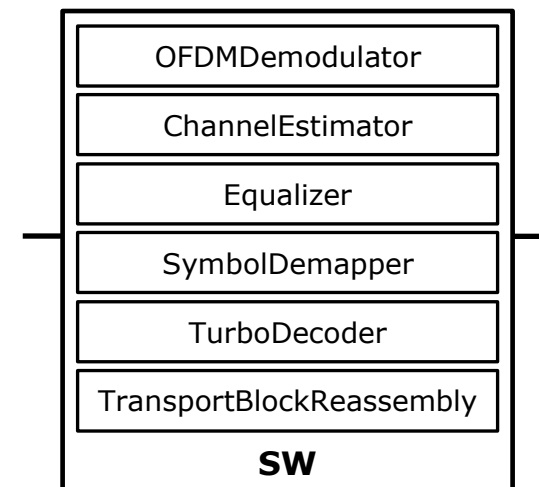 OFDMDemodulator
ChannelEstimator
Equalizer
SymbolDemapper
TurboDecoder
TransportBlockReassembly
SW